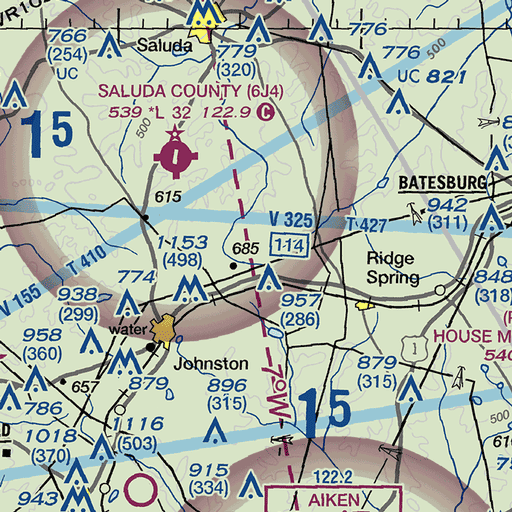 VR10
766
(254)
UC
Saluda
779
(320)
776
776
UC 821
500
SALUDA COUNTY (6J4)
539 *L 32 122.9 C
500
15
615
BATESBURG
942
(311)
V 325
T 427
114
T 410
V 155
1153
(498)
685
774
938
(299)
957
(286)
Ridge
Spring
848
(318)
958
(360)
water
Johnston
HOUSE M
540
1
879
(315)
657
879
896
(315)
7°W
15
786
1116
(503)
1018
(370)
500
943
915
(334)
122.2
AIKEN